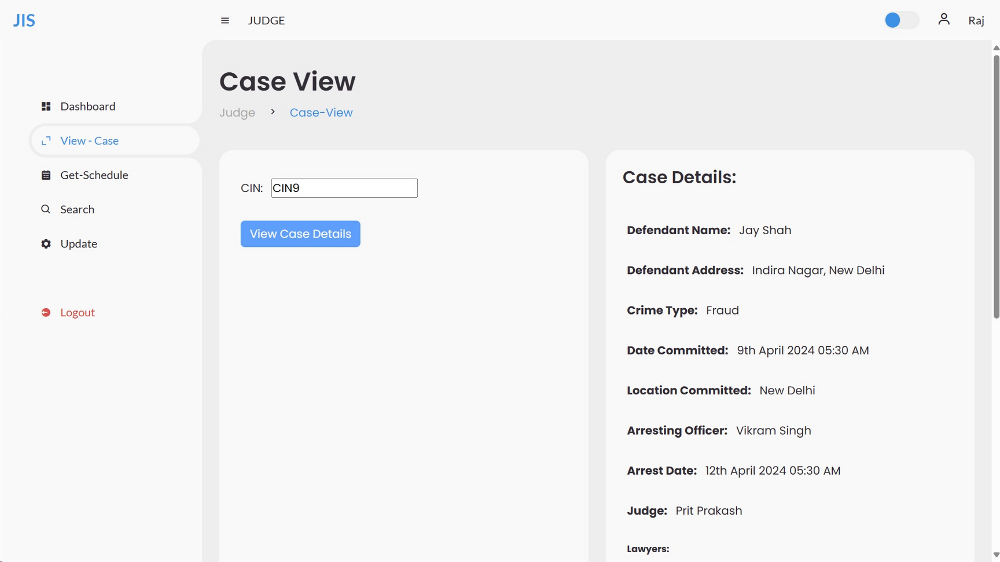 JIS
JUDGE
Raj
Dashboard
View - Case
Get-Schedule
Search
Update
Logout
Case View
Judge
Case-View
CIN: CIN9
View Case Details
Case Details:
Defendant Name: Jay Shah
Defendant Address: Indira Nagar, New Delhi
Crime Type: Fraud
Date Committed: 9th April 2024 05:30 AM
Location Committed: New Delhi
Arresting Officer: Vikram Singh
Arrest Date: 12th April 2024 05:30 AM
Judge: Prit Prakash
Lawyers: